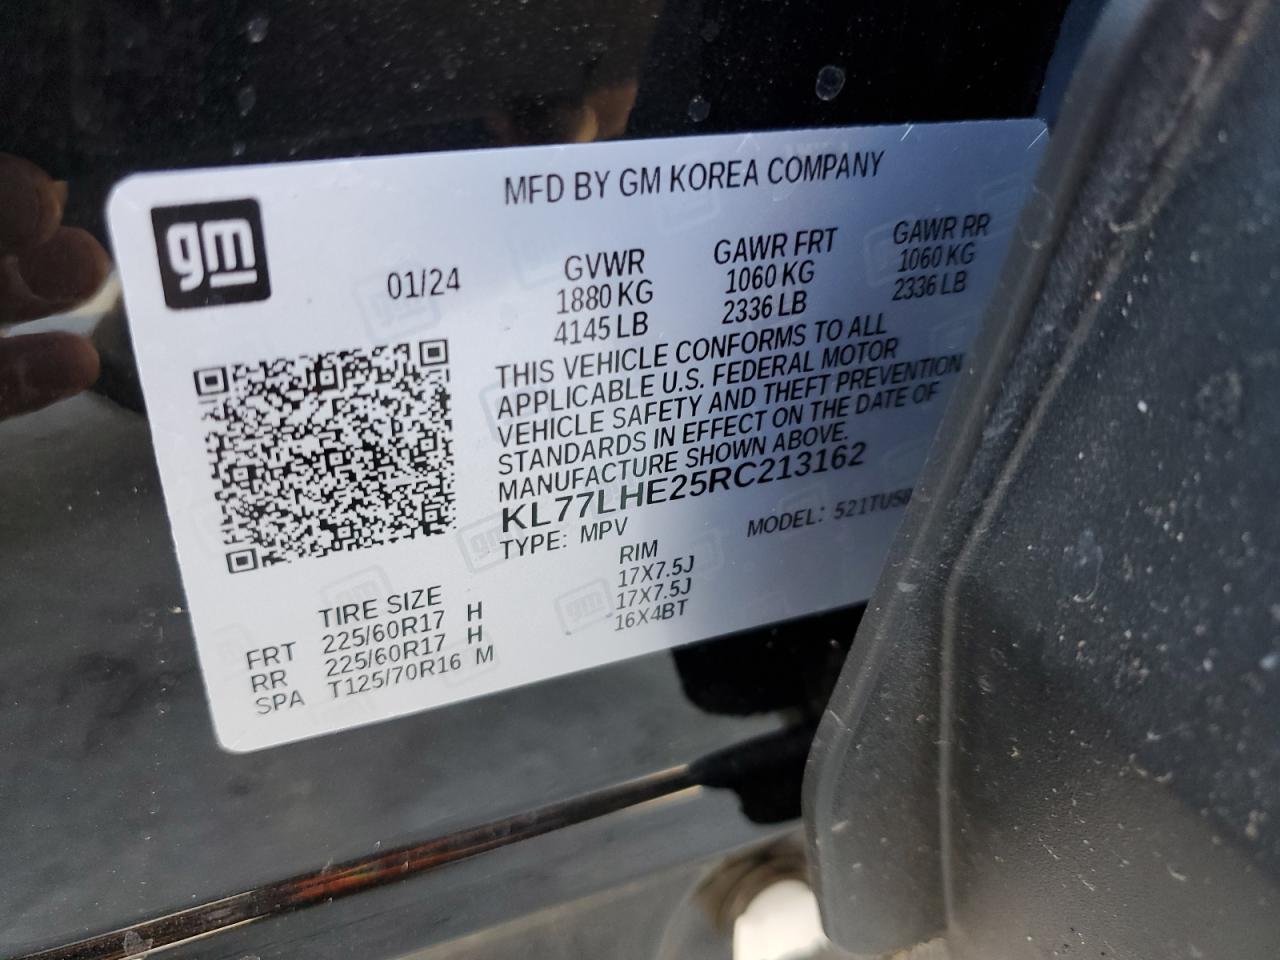 gm
MFD BY GM KOREA COMPANY
01/24
GVWR
1880 KG
4145 LB
GAWR FRT
1060 KG
2336 LB
GAWR RR
1060 KG
2336 LB
THIS VEHICLE CONFORMS TO ALL
APPLICABLE U.S. FEDERAL MOTOR
VEHICLE SAFETY AND THEFT PREVENTION
STANDARDS IN EFFECT ON THE DATE OF
MANUFACTURE SHOWN ABOVE.
KL77LHE25RC213162
TYPE: MPV
MODEL:
TIRE SIZE
RIM
FRT 225/60R17 H 17X7.5J
RR 225/60R17 H 17X7.5J
SPA T125/70R16 M 16X4BT